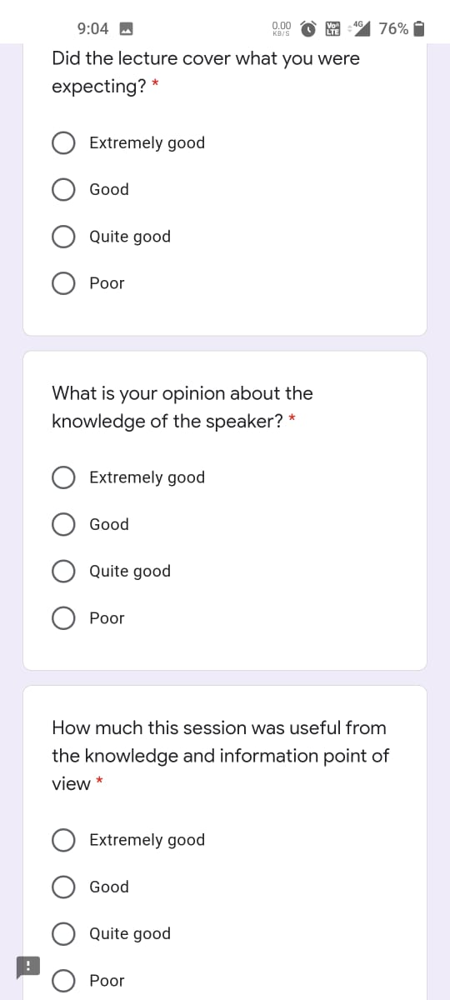 9:04
0.00
KB/S
Vo))
LTE
4G
76%
Did the lecture cover what you were
expecting? *
Extremely good
Good
Quite good
Poor
What is your opinion about the
knowledge of the speaker? *
Extremely good
Good
Quite good
Poor
How much this session was useful from
the knowledge and information point of
view *
Extremely good
Good
Quite good
!
Poor